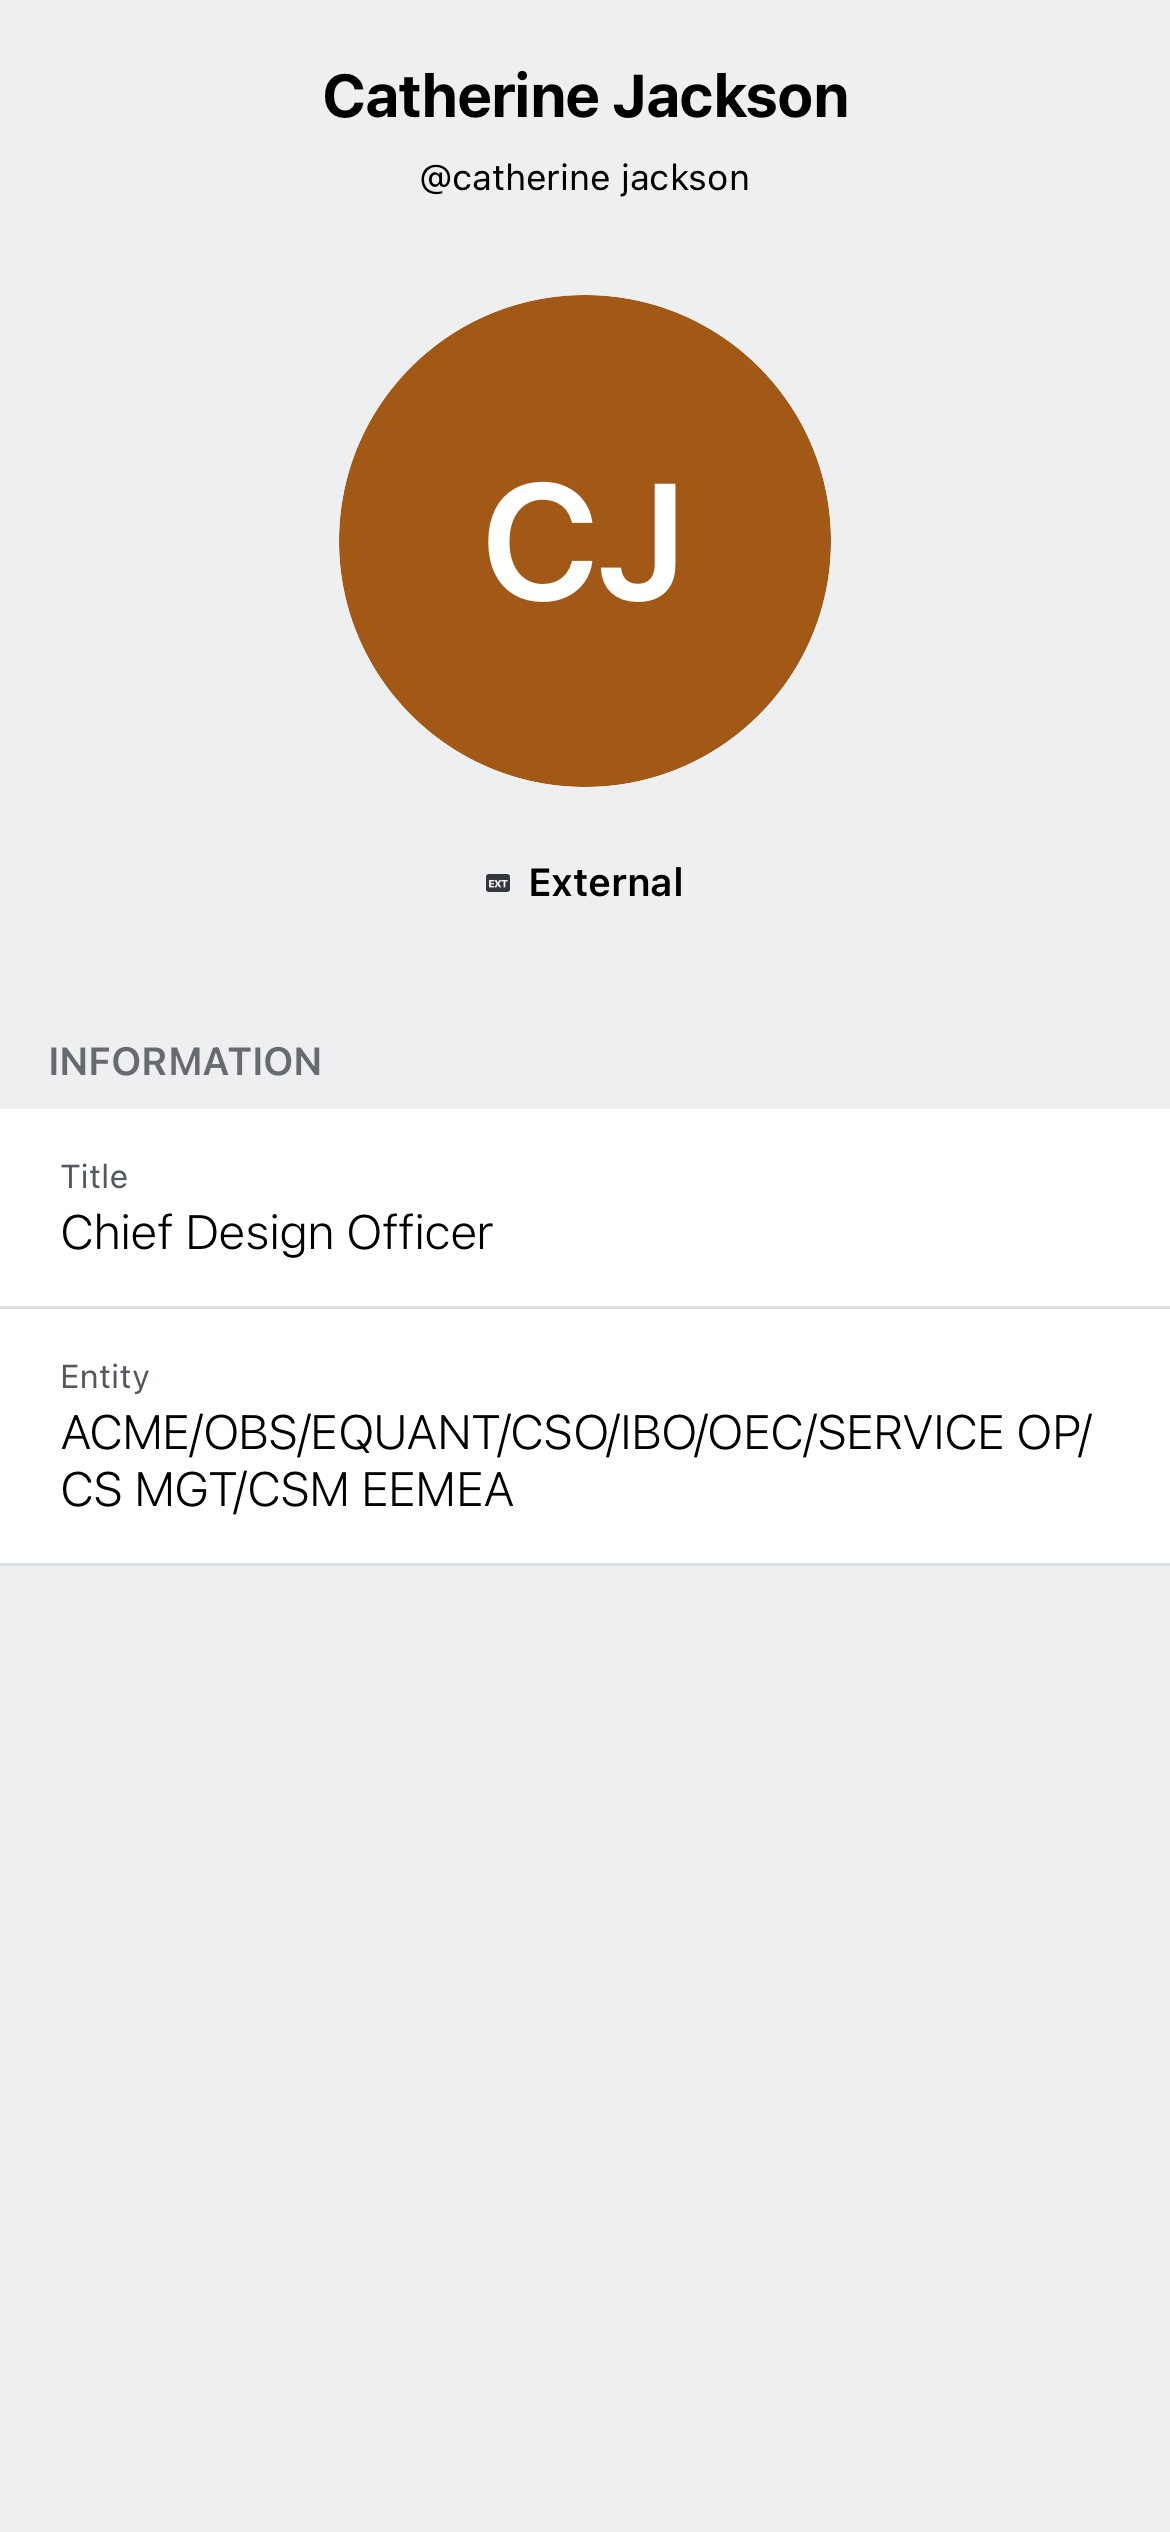 Catherine Jackson
@catherine jackson
CJ
EXT External
INFORMATION
Title
Chief Design Officer
Entity
ACME/OBS/EQUANT/CSO/IBO/OEC/SERVICE OP/
CS MGT/CSM EEMEA